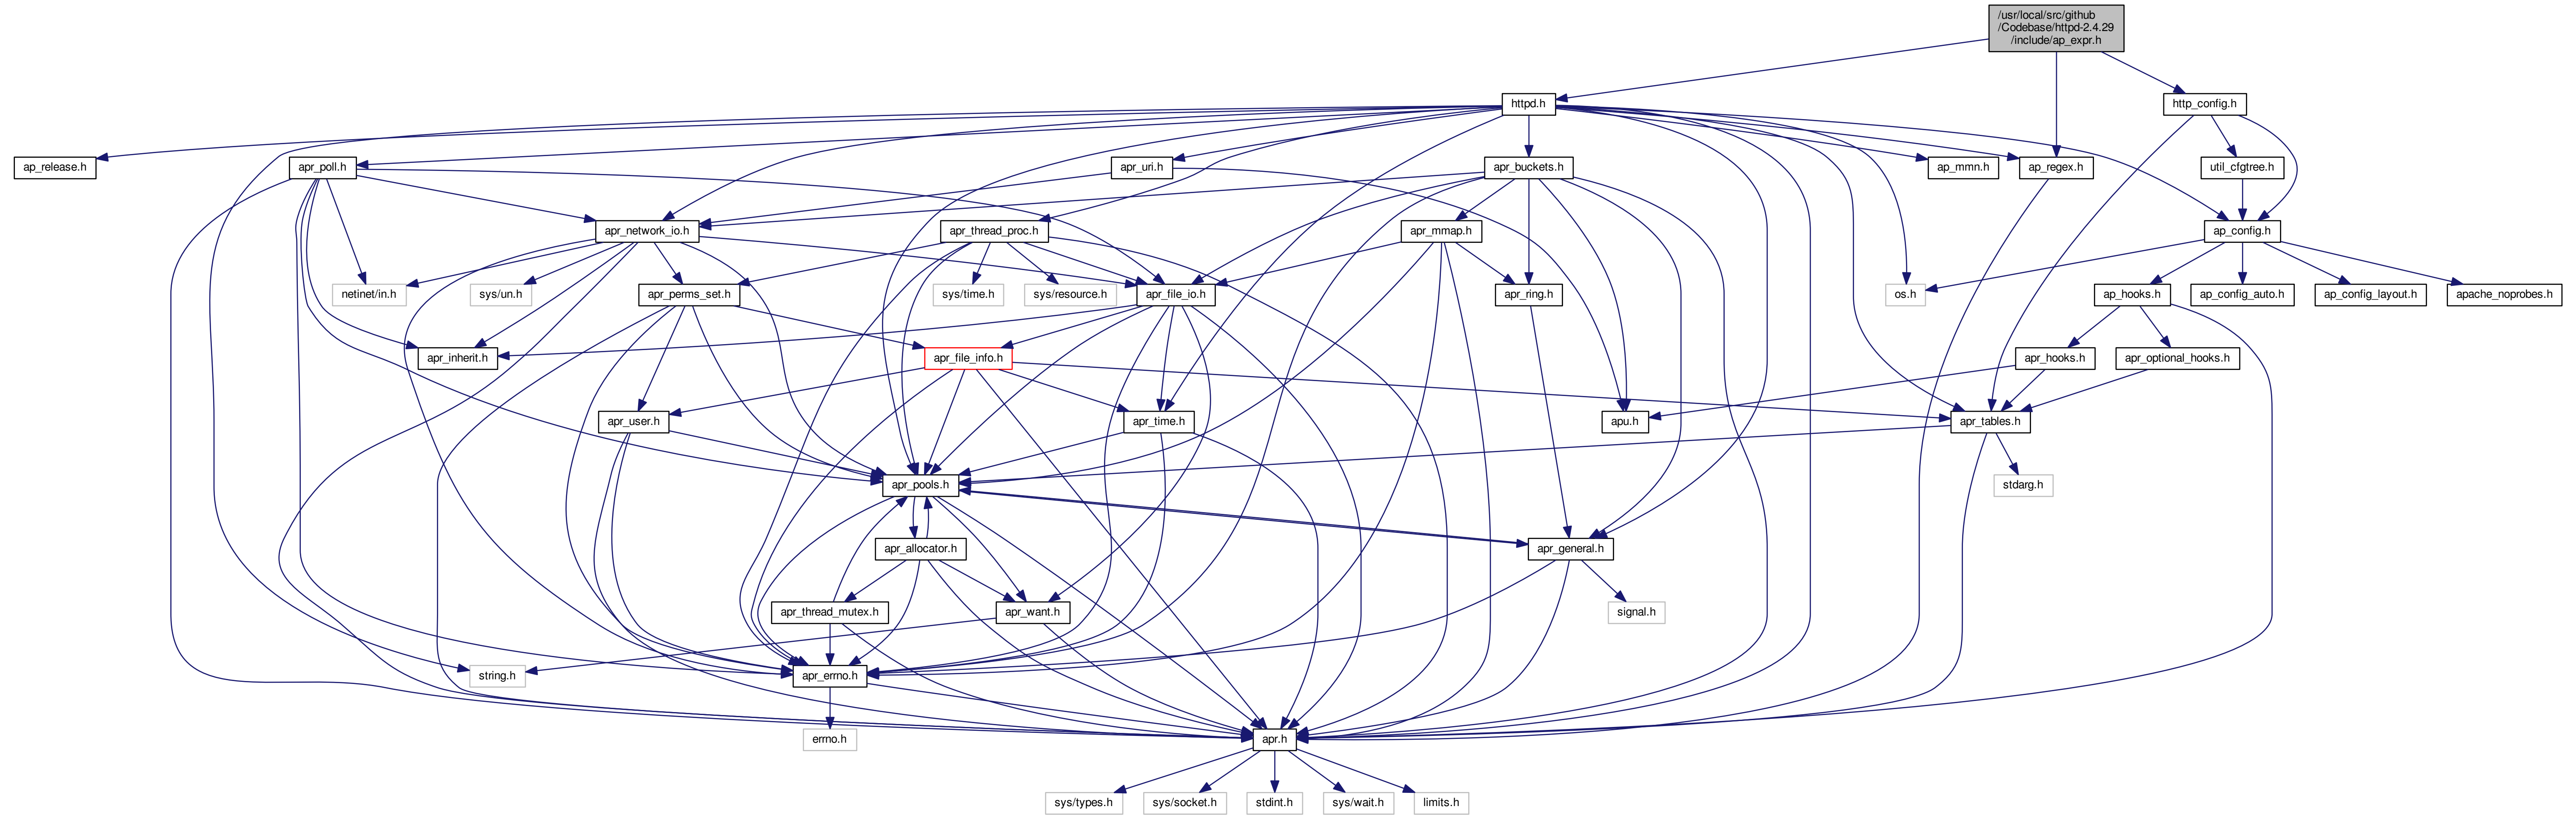 /usr/local/src/github
/Codebase/httpd-2.4.29
/include/ap_expr.h
httpd.h
http_config.h
ap_release.h
apr_poll.h
apr_uri.h
apr_buckets.h
ap_mmn.h
ap_regex.h
util_cfgtree.h
apr_network_io.h
apr_thread_proc.h
apr_mmap.h
ap_config.h
netinet/in.h
sys/un.h
apr_perms_set.h
sys/time.h
sys/resource.h
apr_file_io.h
apr_ring.h
os.h
ap_hooks.h
ap_config_auto.h
ap_config_layout.h
apache_noprobes.h
apr_inherit.h
apr_file_info.h
apr_hooks.h
apr_optional_hooks.h
apr_user.h
apr_time.h
apu.h
apr_tables.h
apr_pools.h
stdarg.h
apr_allocator.h
apr_general.h
apr_thread_mutex.h
apr_want.h
signal.h
string.h
apr_errno.h
errno.h
apr.h
sys/types.h
sys/socket.h
stdint.h
sys/wait.h
limits.h